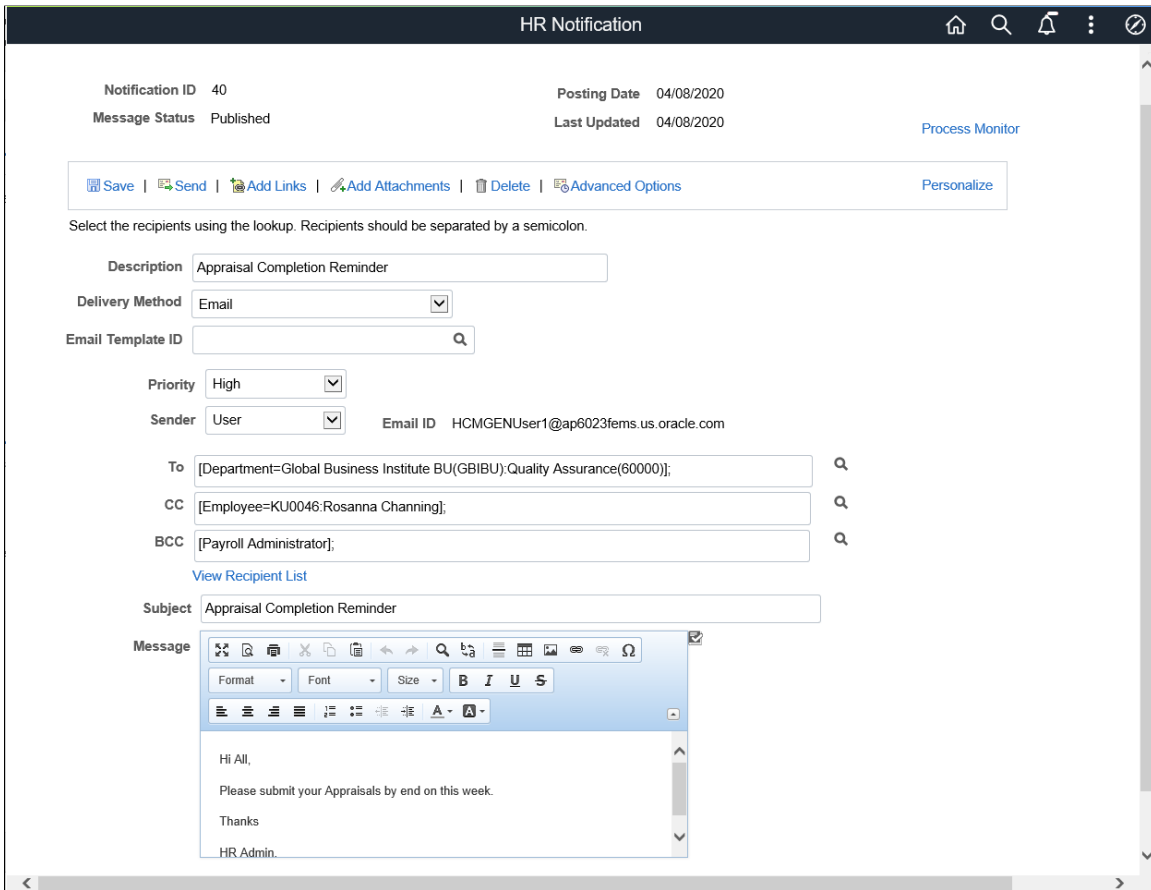 HR Notification
Notification ID 40
Posting Date 04/08/2020
Message Status Published
Last Updated 04/08/2020
Process Monitor
Save | Send | Add Links | Add Attachments | Delete | Advanced Options
Personalize
Select the recipients using the lookup. Recipients should be separated by a semicolon.
Description Appraisal Completion Reminder
Delivery Method Email
Email Template ID
Priority High
Sender User Email ID HCMGENUser1@ap6023fems.us.oracle.com
To [Department=Global Business Institute BU(GBIBU):Quality Assurance(60000)];
CC [Employee=KU0046:Rosanna Channing];
BCC [Payroll Administrator];
View Recipient List
Subject Appraisal Completion Reminder
Message
Format Font Size B I U S
A A
Hi All,
Please submit your Appraisals by end on this week.
Thanks
HR Admin.